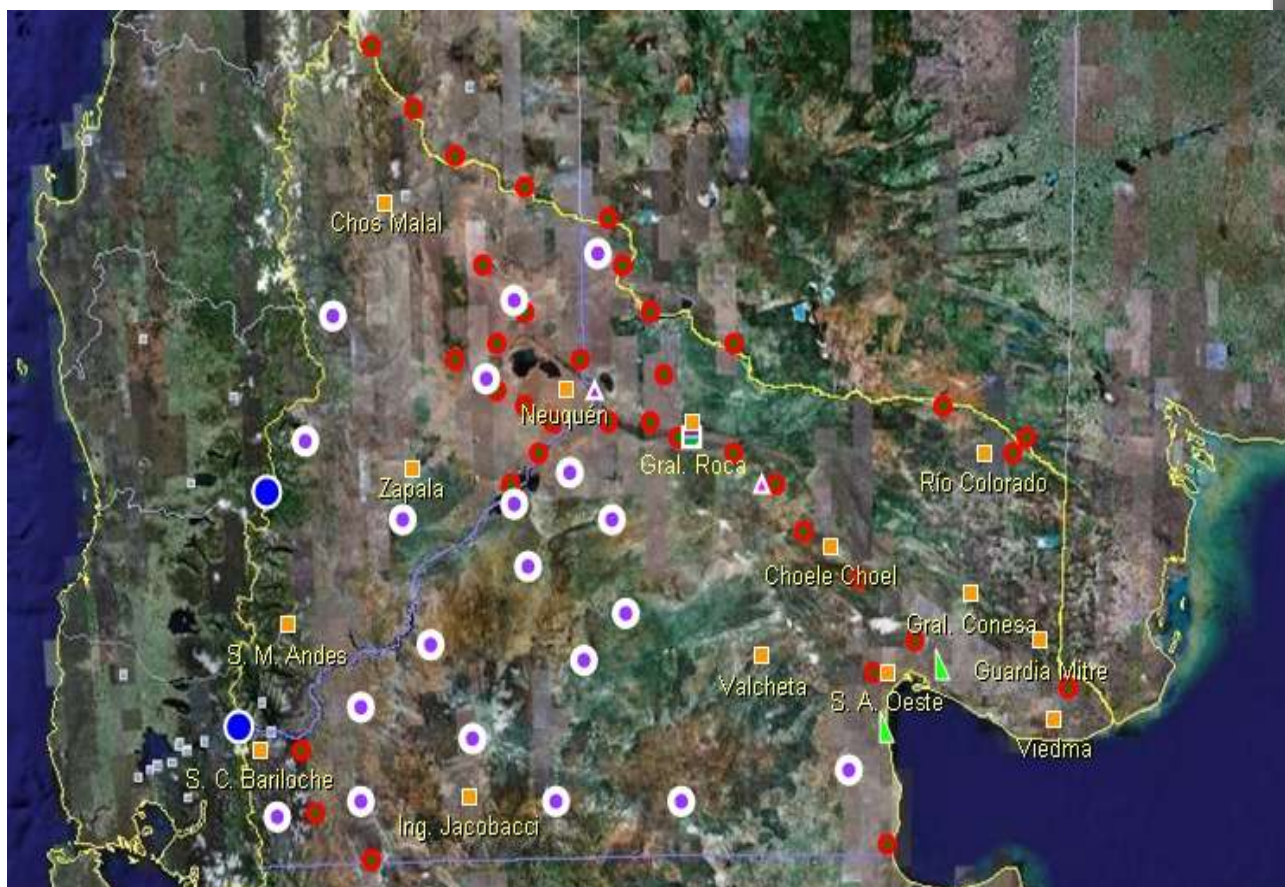 Chos Malal
Neuquén
Gral. Roca
Zapala
Río Colorado
Choele Choel
Gral. Conesa
S. M. Andes
Valcheta
Guardia Mitre
S. A. Oeste
Viedma
S. C. Bariloche
Ing. Jacobacci